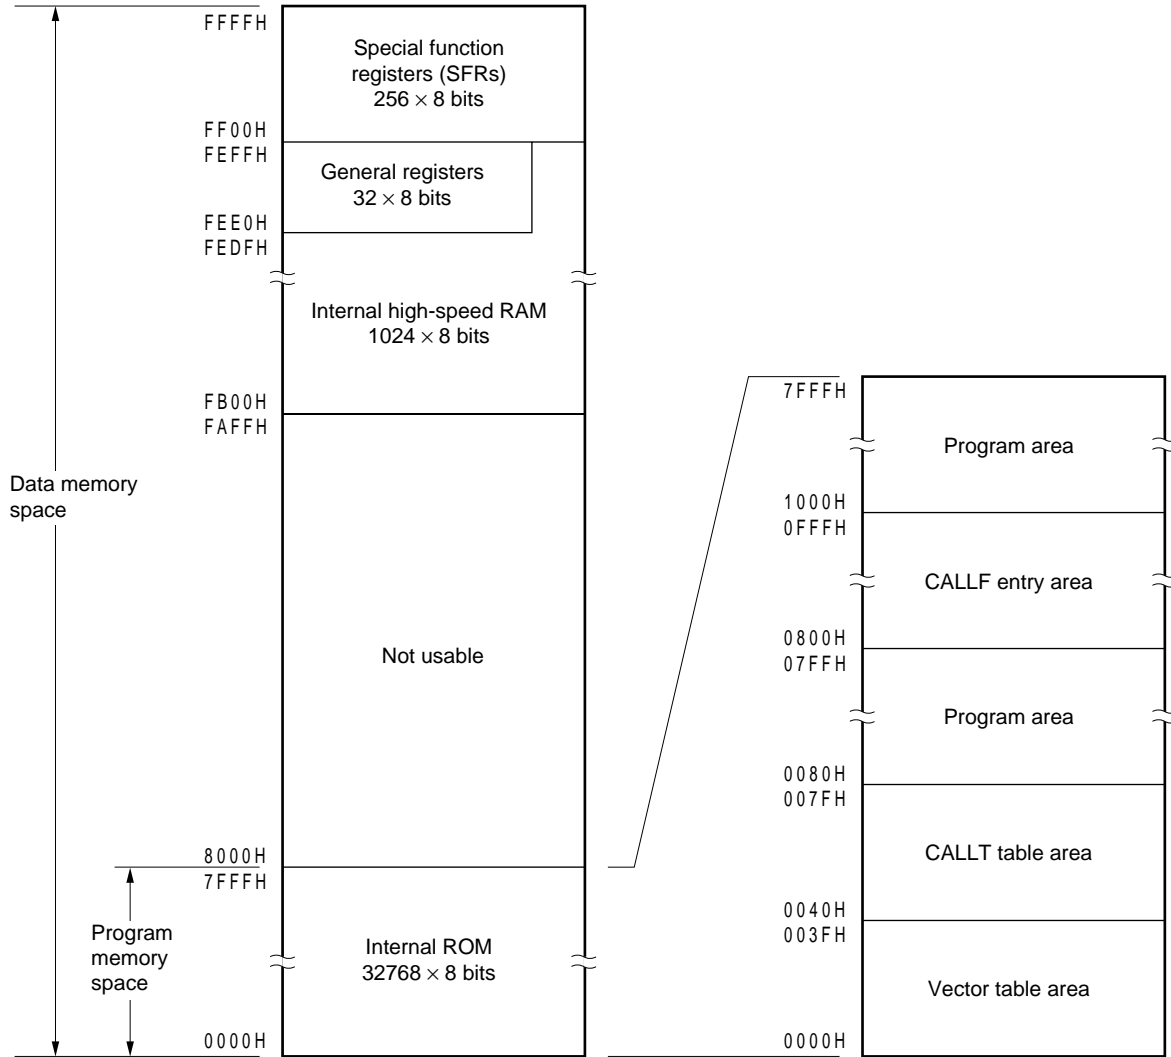 FFFFH
Special function
registers (SFRs)
256 × 8 bits
FF00H
FEFFH
General registers
32 × 8 bits
FEE0H
FEDFH
Internal high-speed RAM
1024 × 8 bits
FB00H
FAFFH
Data memory
space
Not usable
8000H
7FFFH
Program
memory
space
Internal ROM
32768 × 8 bits
0000H
7FFFH
Program area
1000H
0FFFH
CALLF entry area
0800H
07FFH
Program area
0080H
007FH
CALLT table area
0040H
003FH
Vector table area
0000H